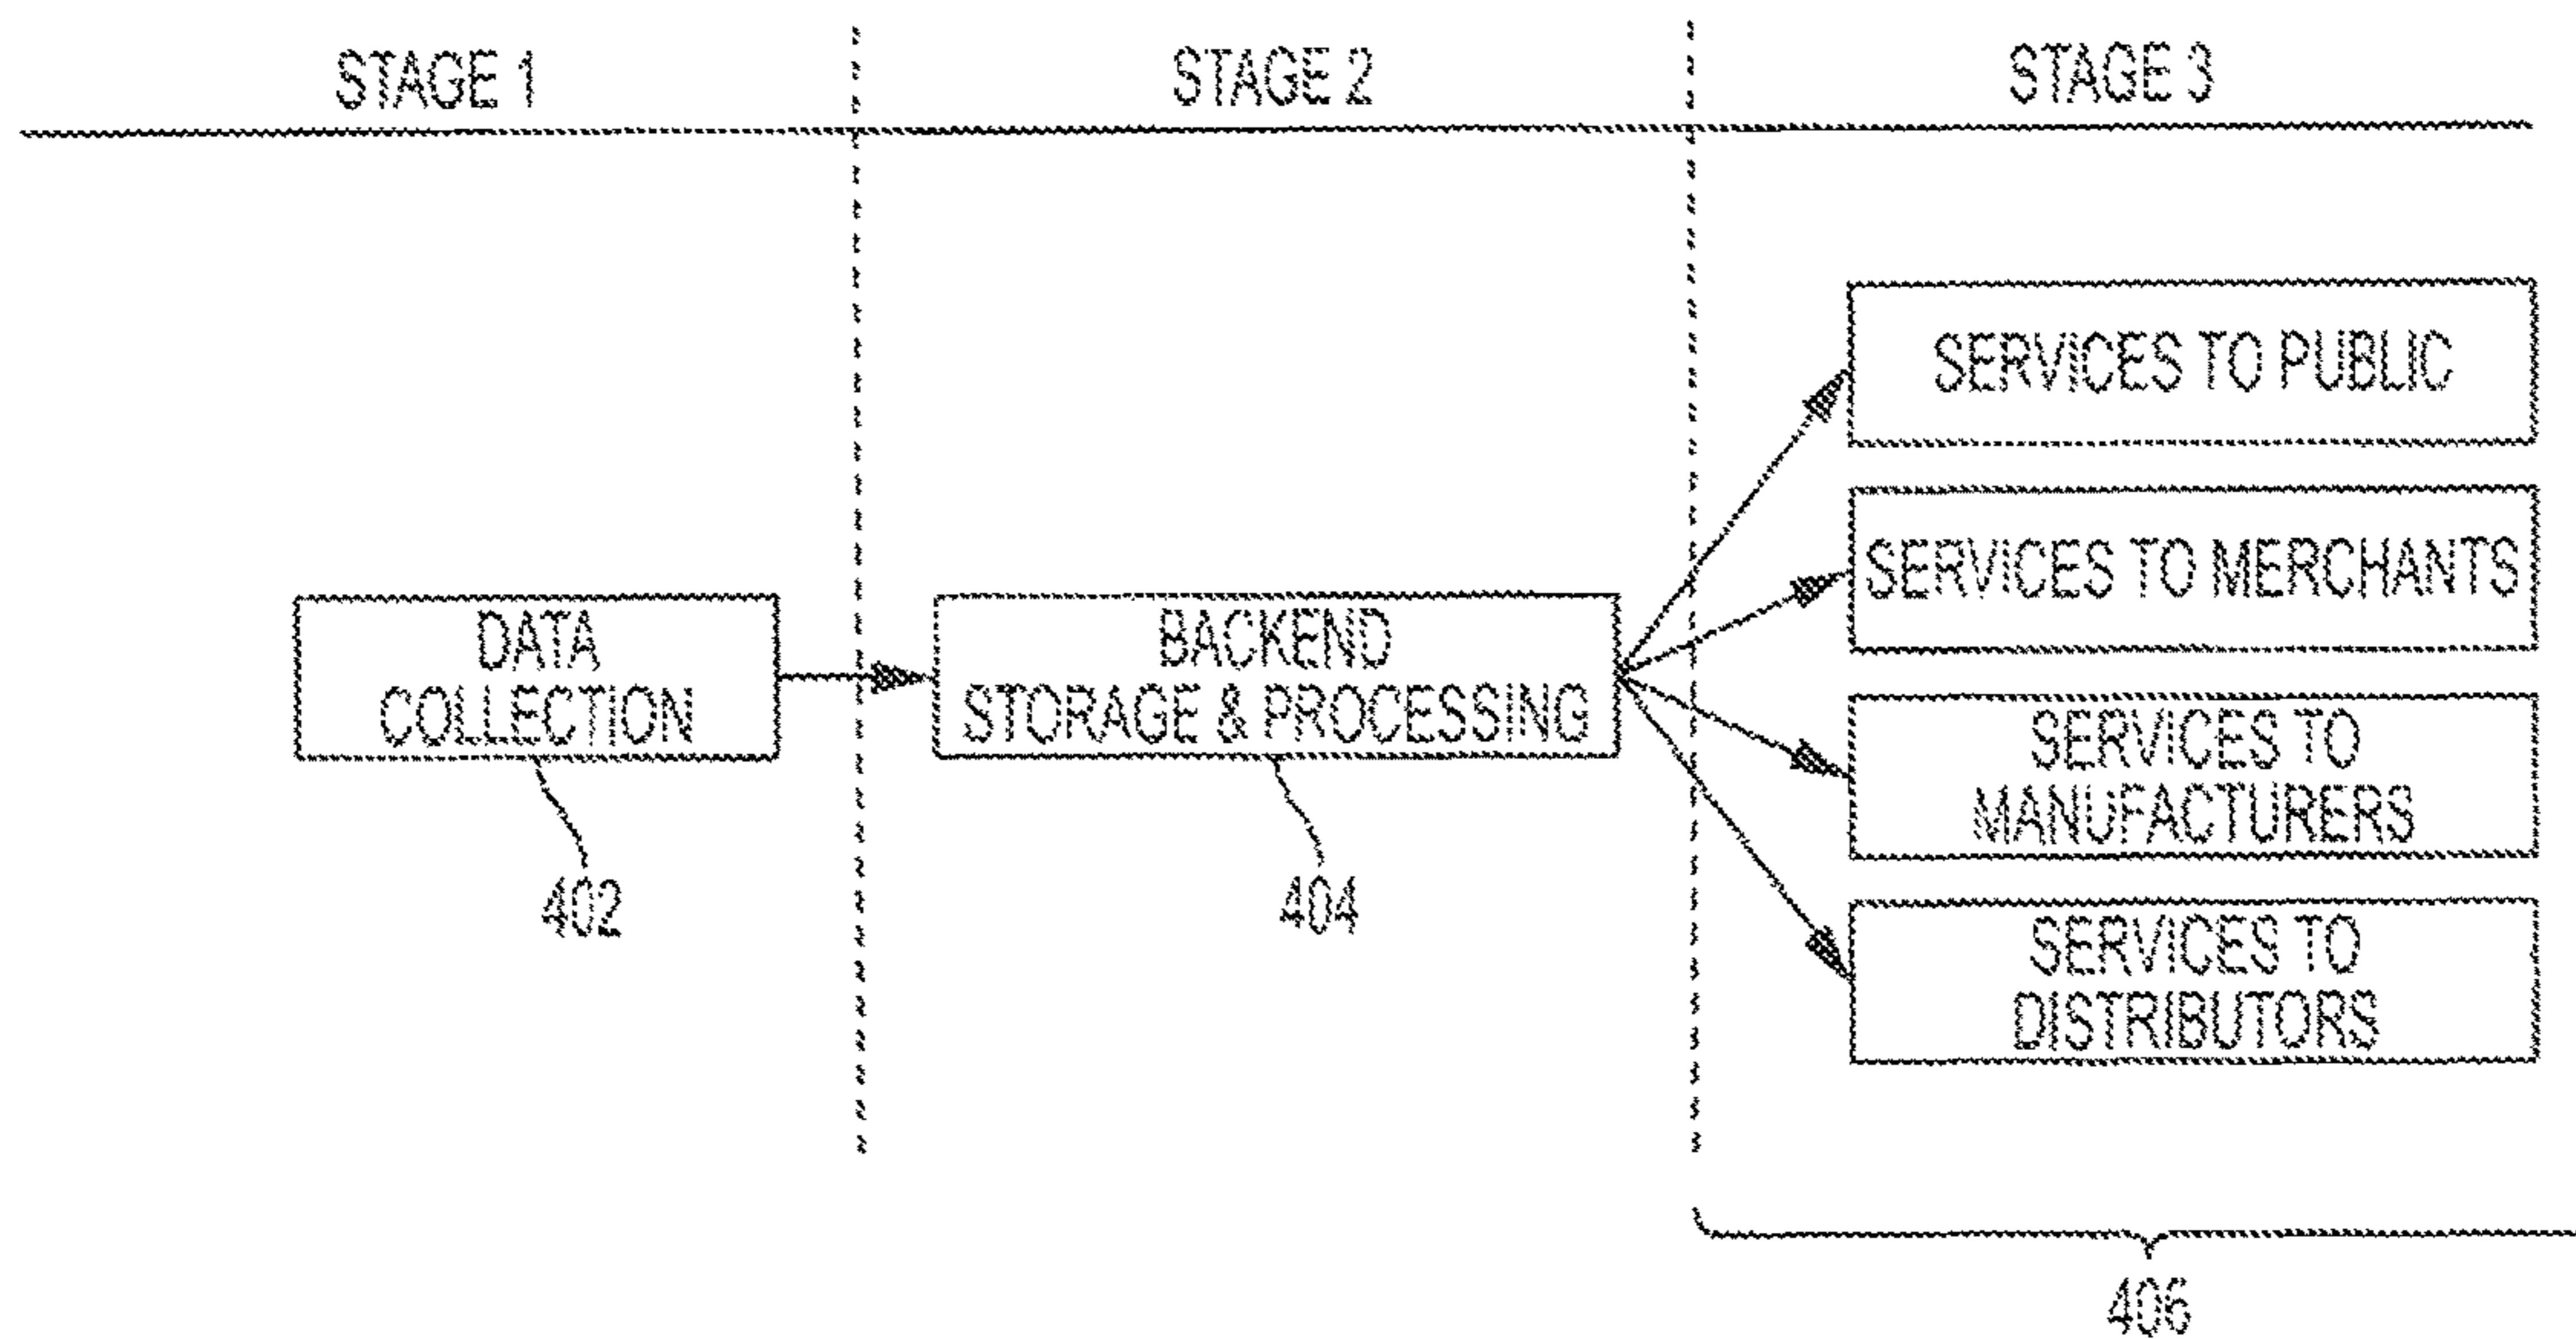 STAGE 1
STAGE 2
STAGE 3
DATA
COLLECTION
402
BACKEND
STORAGE & PROCESSING
404
SERVICES TO PUBLIC
SERVICES TO MERCHANTS
SERVICES TO
MANUFACTURERS
SERVICES TO
DISTRIBUTORS
406